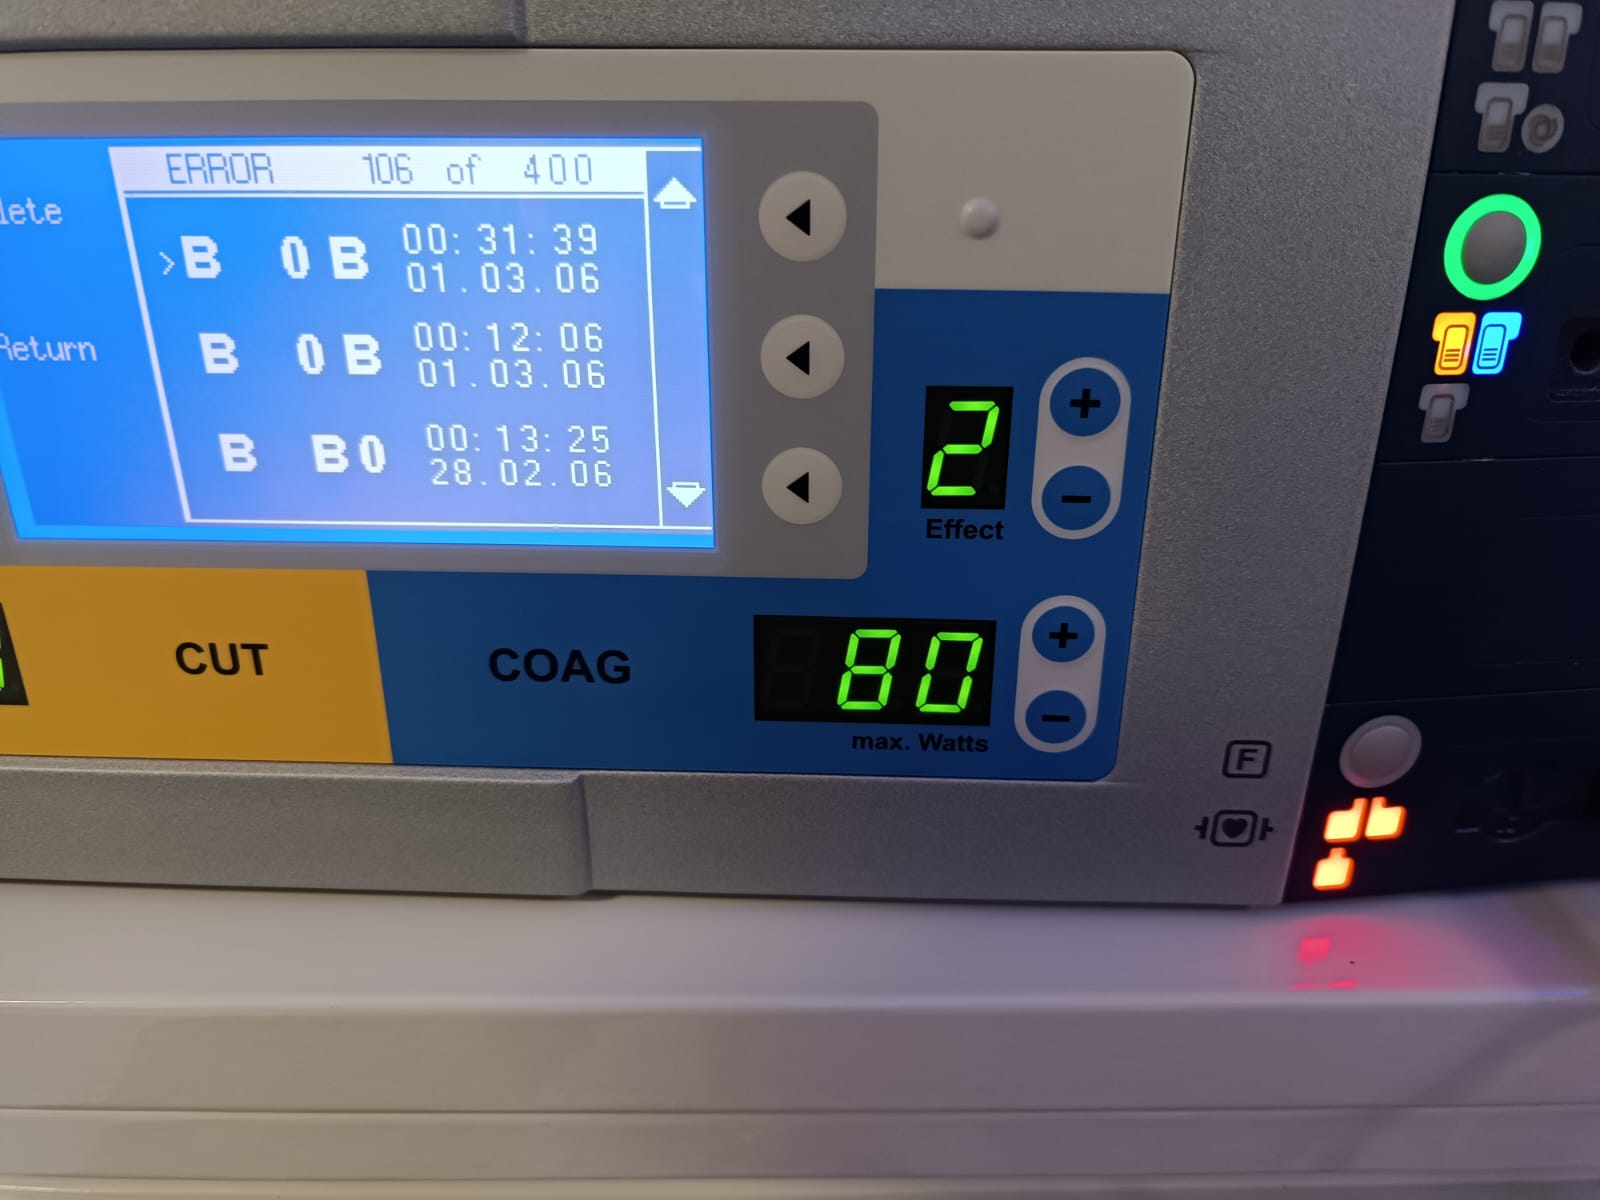 ERROR 106 of 400
>B 0B 00:31:39
01.03.06
B 0B 00:12:06
01.03.06
Return
B B0 00:13:25
28.02.06
2
Effect
CUT
COAG
80
max. Watts
F